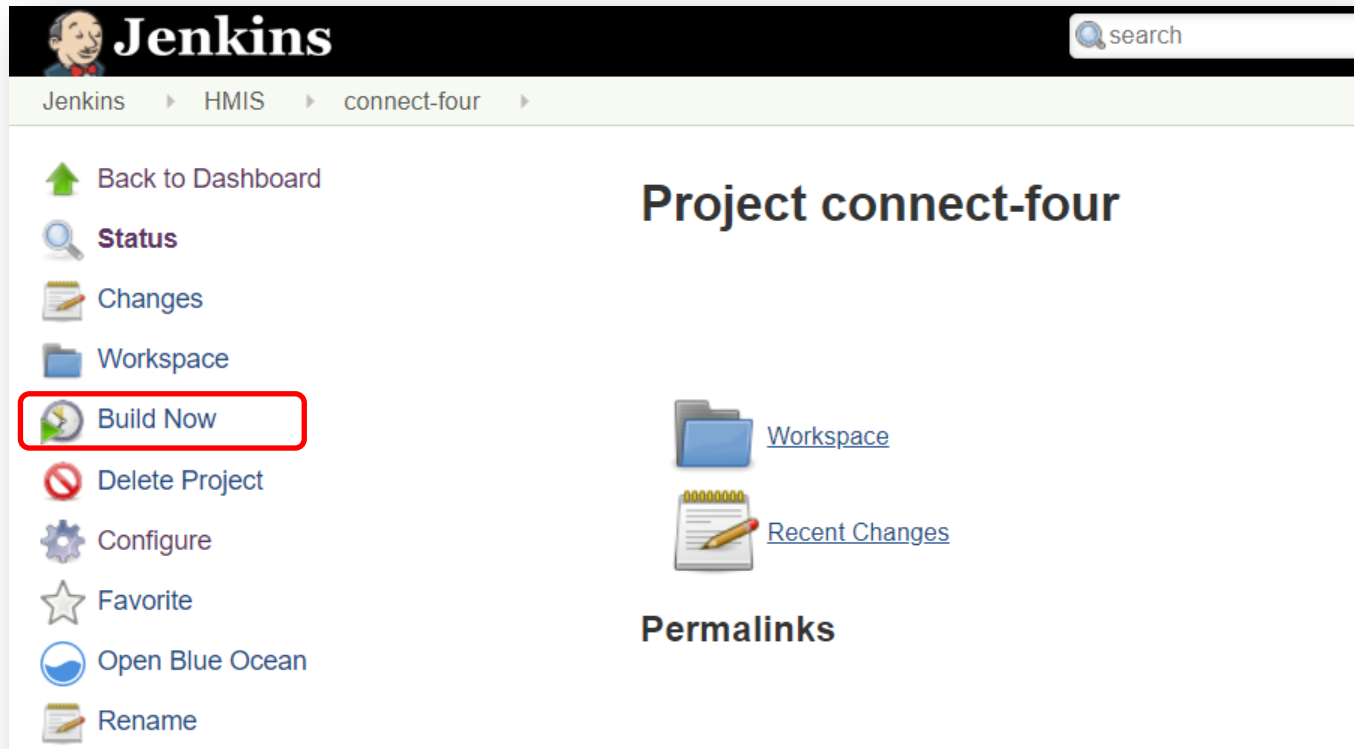 Jenkins
search
Jenkins HMIS connect-four
Back to Dashboard
Status
Changes
Workspace
Build Now
Delete Project
Configure
Favorite
Open Blue Ocean
Rename
Project connect-four
Workspace
Recent Changes
Permalinks